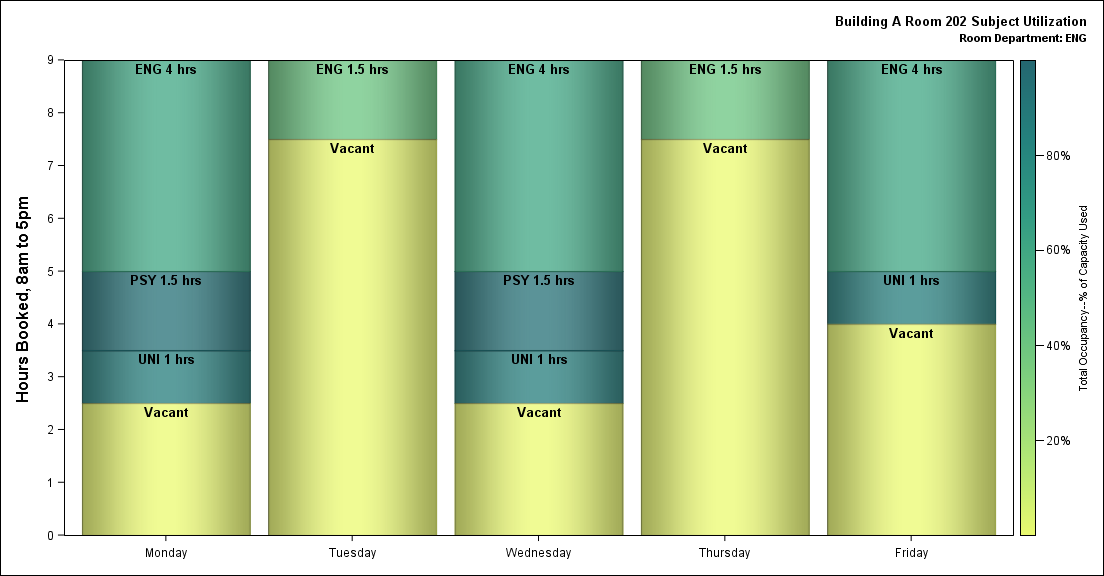 Building A Room 202 Subject Utilization
Room Department: ENG
Hours Booked, 8am to 5pm
9
8
7
6
5
4
3
2
1
0
ENG 4 hrs
PSY 1.5 hrs
UNI 1 hrs
Vacant
ENG 1.5 hrs
Vacant
ENG 4 hrs
PSY 1.5 hrs
UNI 1 hrs
Vacant
ENG 1.5 hrs
Vacant
ENG 4 hrs
UNI 1 hrs
Vacant
Monday
Tuesday
Wednesday
Thursday
Friday
80%
60%
40%
20%
Total Occupancy--% of Capacity Used